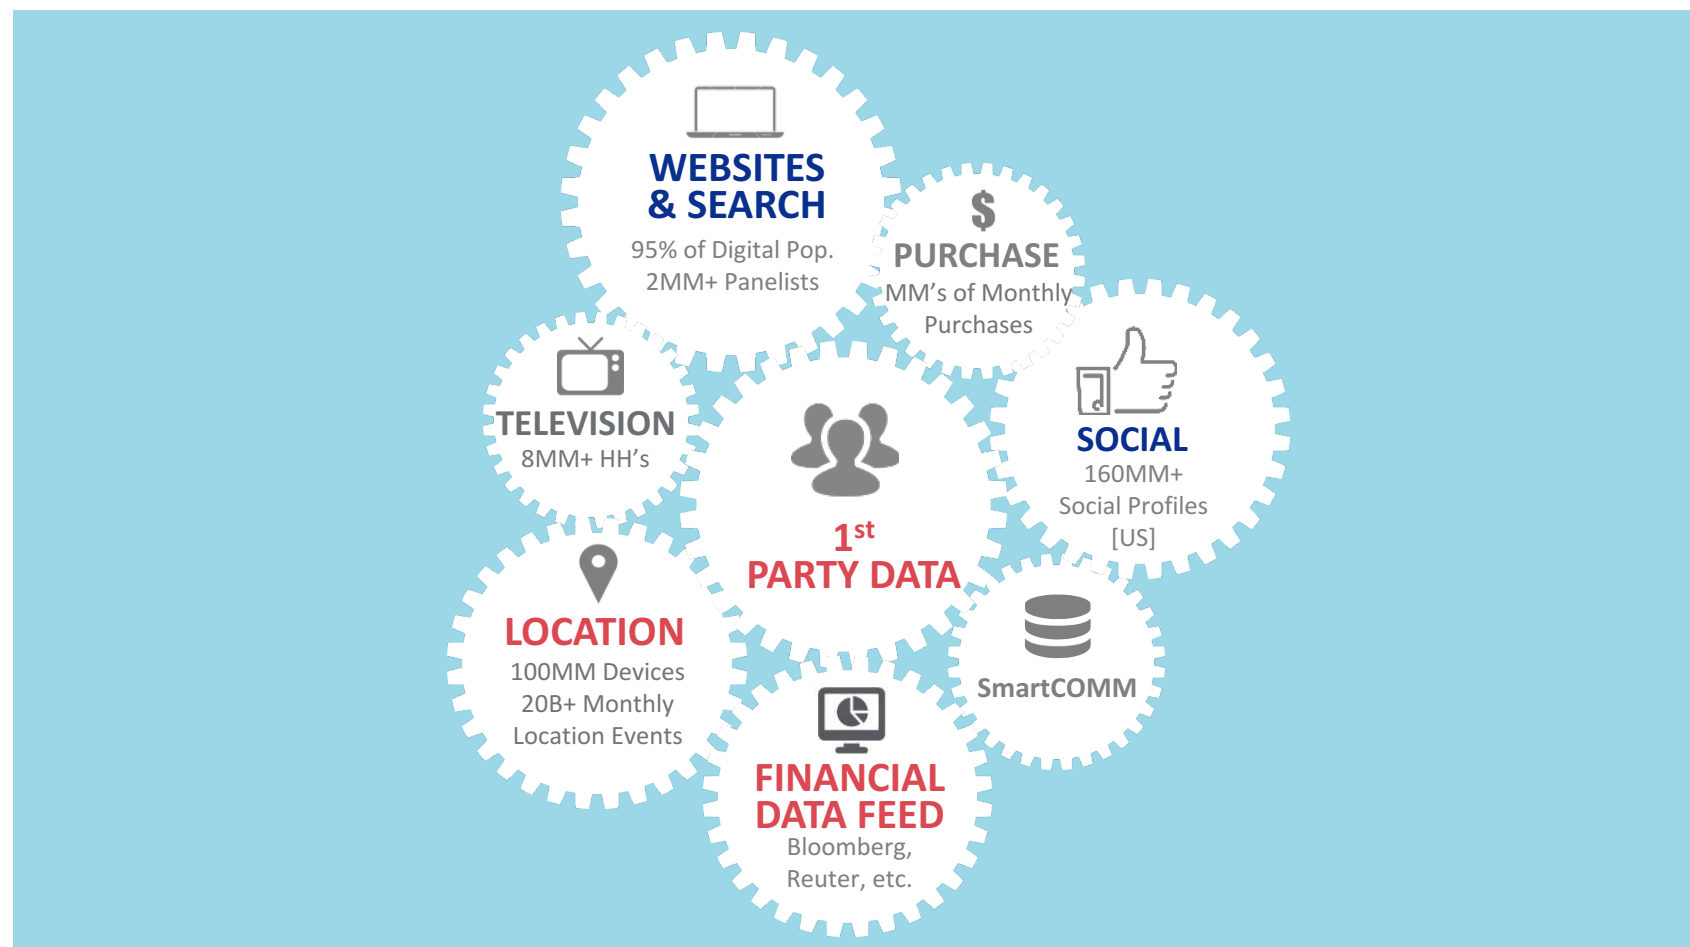 WEBSITES
& SEARCH
95% of Digital Pop.
2MM+ Panelists
$
PURCHASE
MM's of Monthly
Purchases
TELEVISION
8MM+ HH's
SOCIAL
160MM+
Social Profiles
[US]
1st
PARTY DATA
LOCATION
100MM Devices
20B+ Monthly
Location Events
SmartCOMM
FINANCIAL
DATA FEED
Bloomberg,
Reuter, etc.